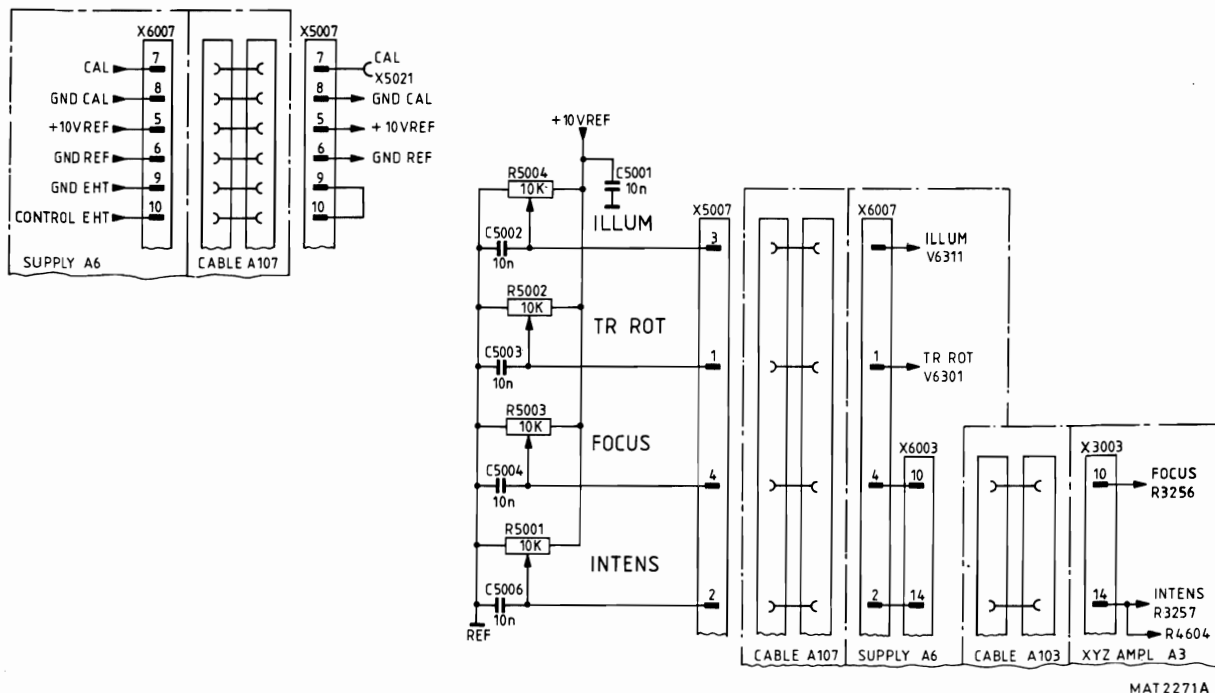 X6007
X5007
CAL
7
7
CAL
X5021
GND CAL
8
8
GND CAL
+10VREF
5
5
+10VREF
GND REF
6
6
GND REF
GND EHT
9
9
CONTROL EHT
10
10
SUPPLY A6
CABLE A107
+10VREF
R5004
10K
C5001
10n
ILLUM
X5007
X6007
C5002
10n
3
ILLUM
V6311
R5002
10K
TR ROT
C5003
10n
1
1
TR ROT
V6301
R5003
10K
FOCUS
X6003
X3003
C5004
10n
4
4
10
10
FOCUS
R3256
R5001
10K
INTENS
C5006
10n
2
2
14
14
INTENS
R3257
R4604
REF
CABLE A107
SUPPLY A6
CABLE A103
XYZ AMPL A3
MAT2271A